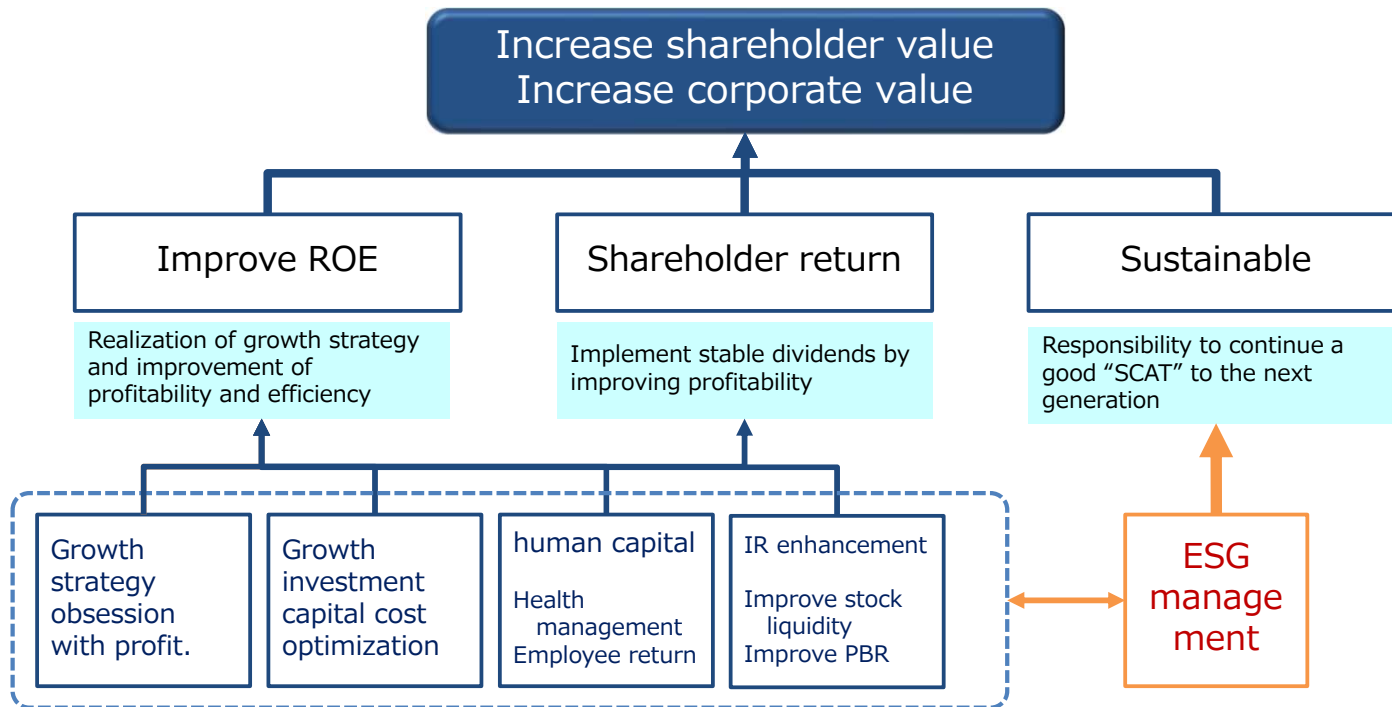 Increase shareholder value
Increase corporate value
Improve ROE
Shareholder return
Sustainable
Realization of growth strategy
and improvement of
profitability and efficiency
Implement stable dividends by
improving profitability
Responsibility to continue a
good “SCAT” to the next
generation
Growth
strategy
obsession
with profit.
Growth
investment
capital cost
optimization
human capital
Health
management
Employee return
IR enhancement
Improve stock
liquidity
Improve PBR
ESG
manage
ment